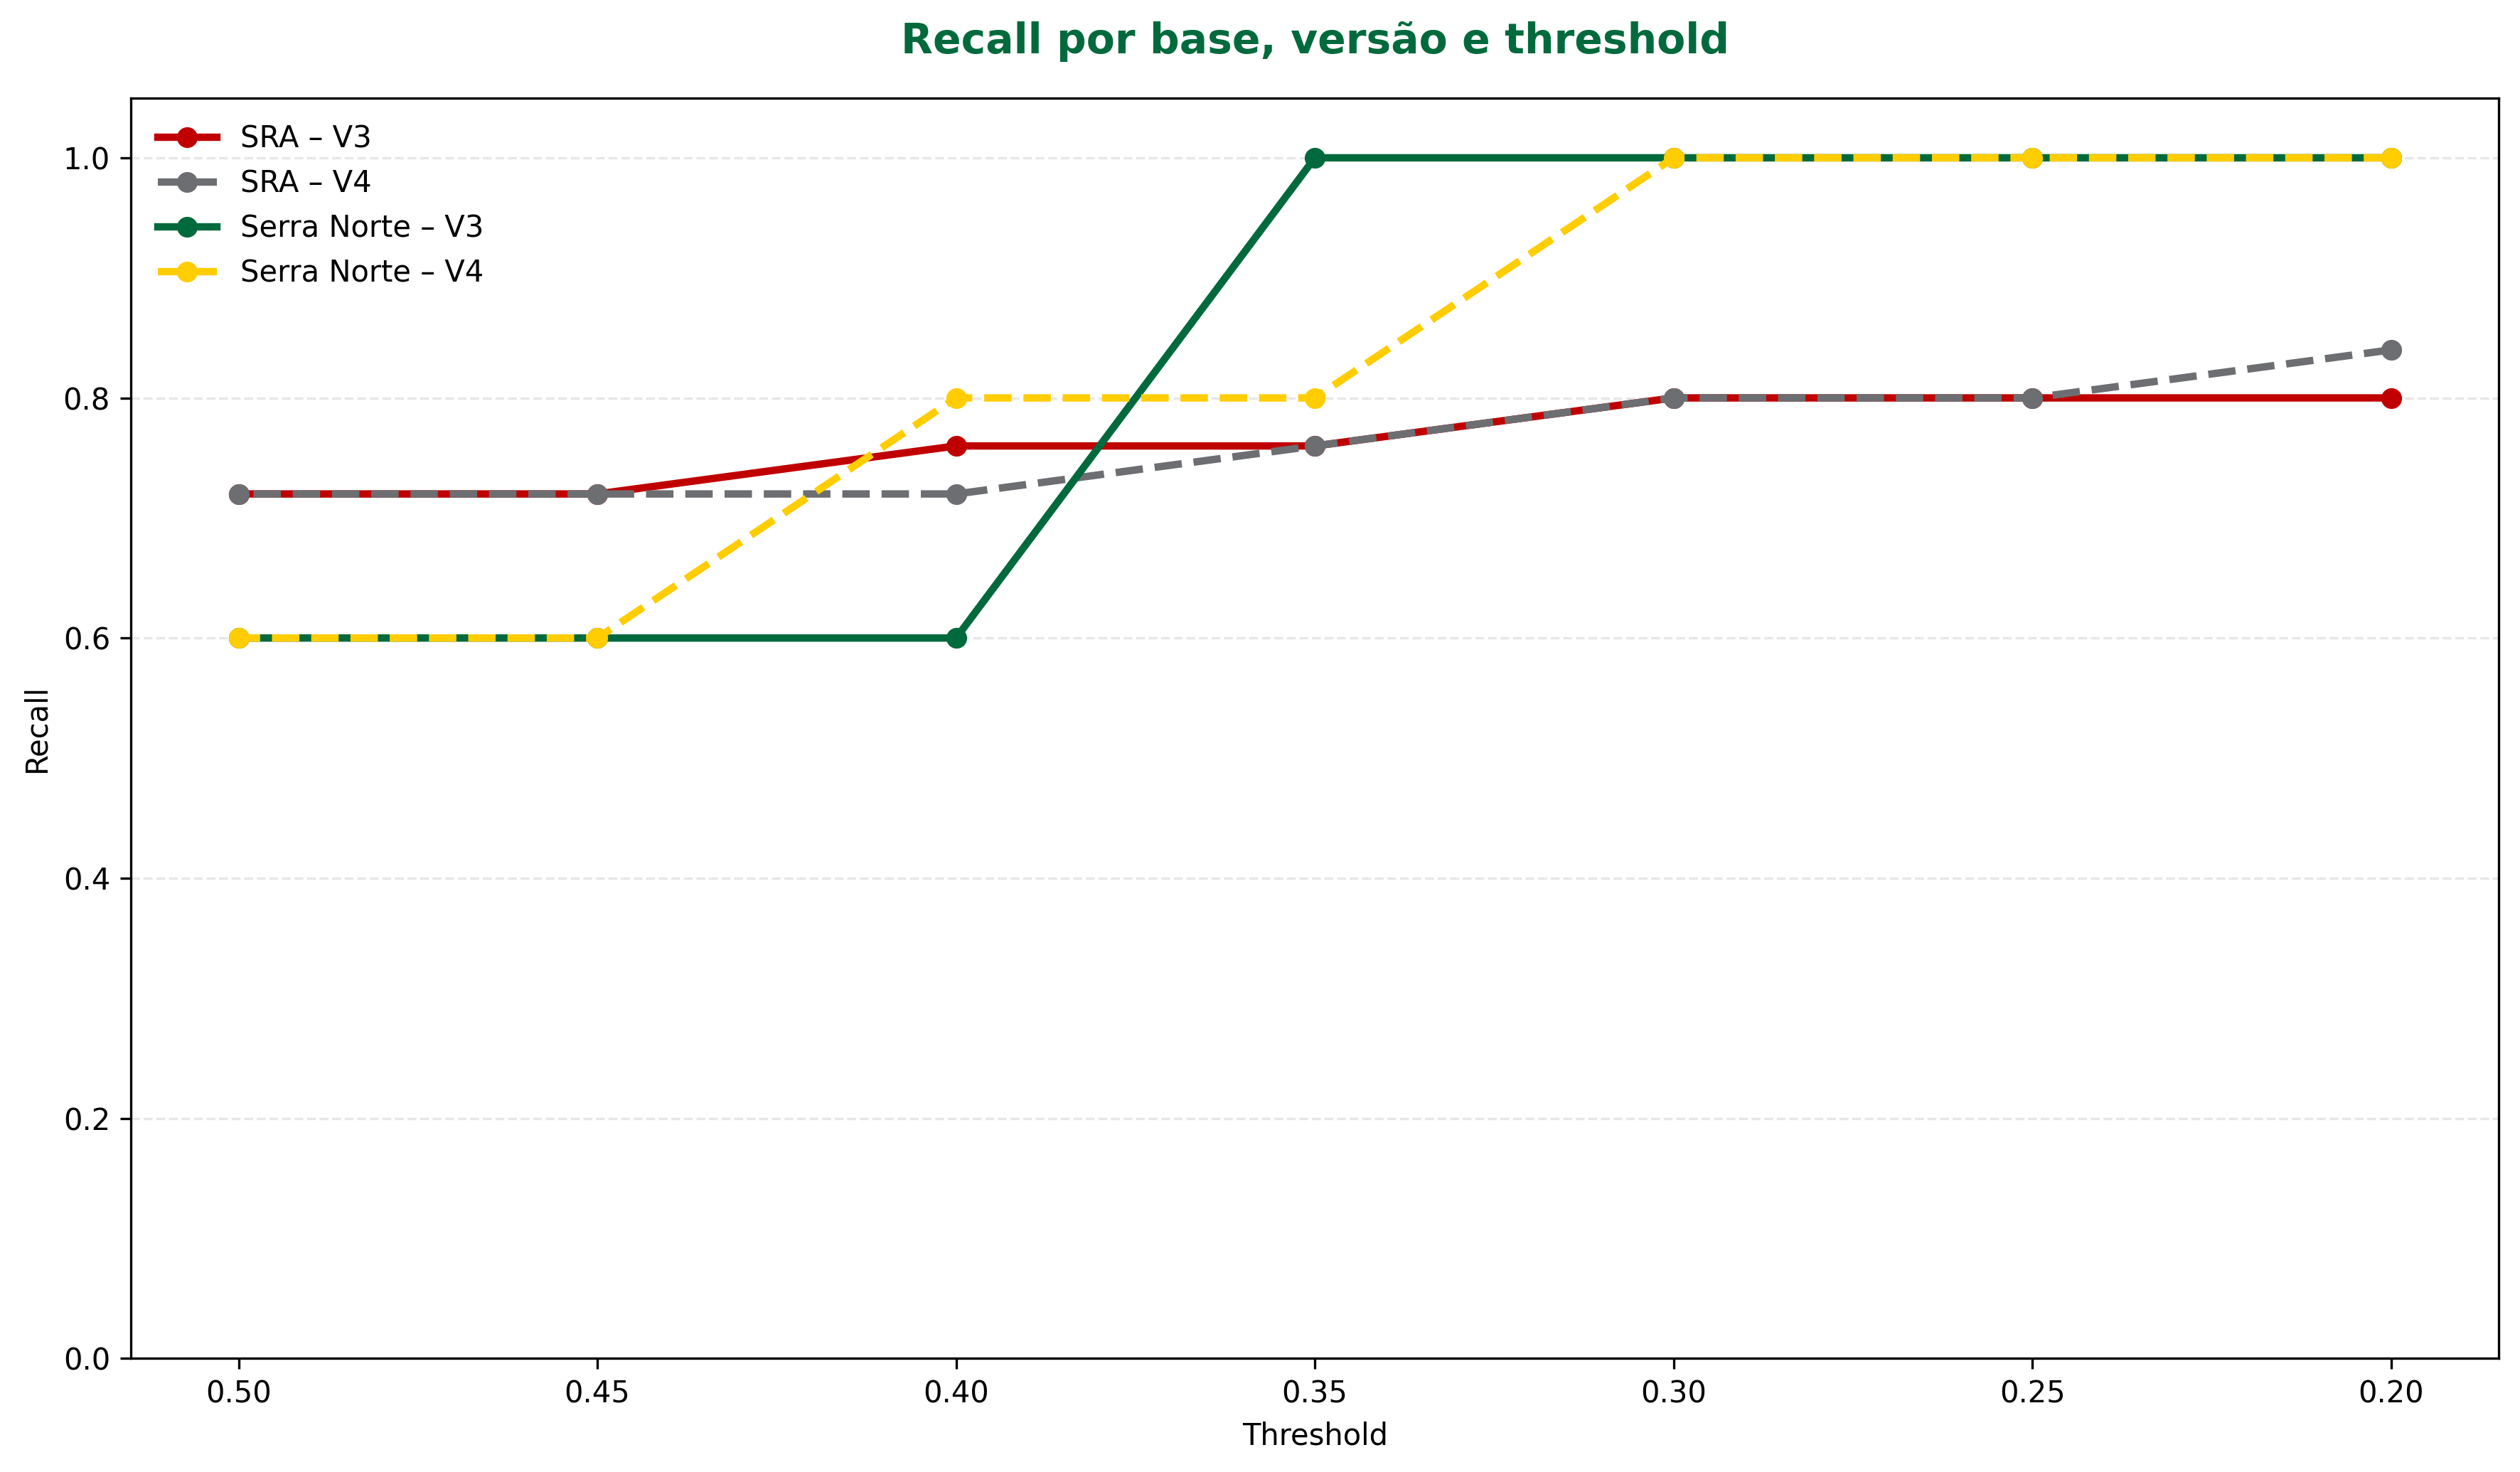 Recall por base, versão e threshold
SRA – V3
SRA – V4
Serra Norte – V3
Serra Norte – V4
1.0
0.8
0.6
0.4
0.2
0.0
Recall
0.50 0.45 0.40 0.35 0.30 0.25 0.20
Threshold